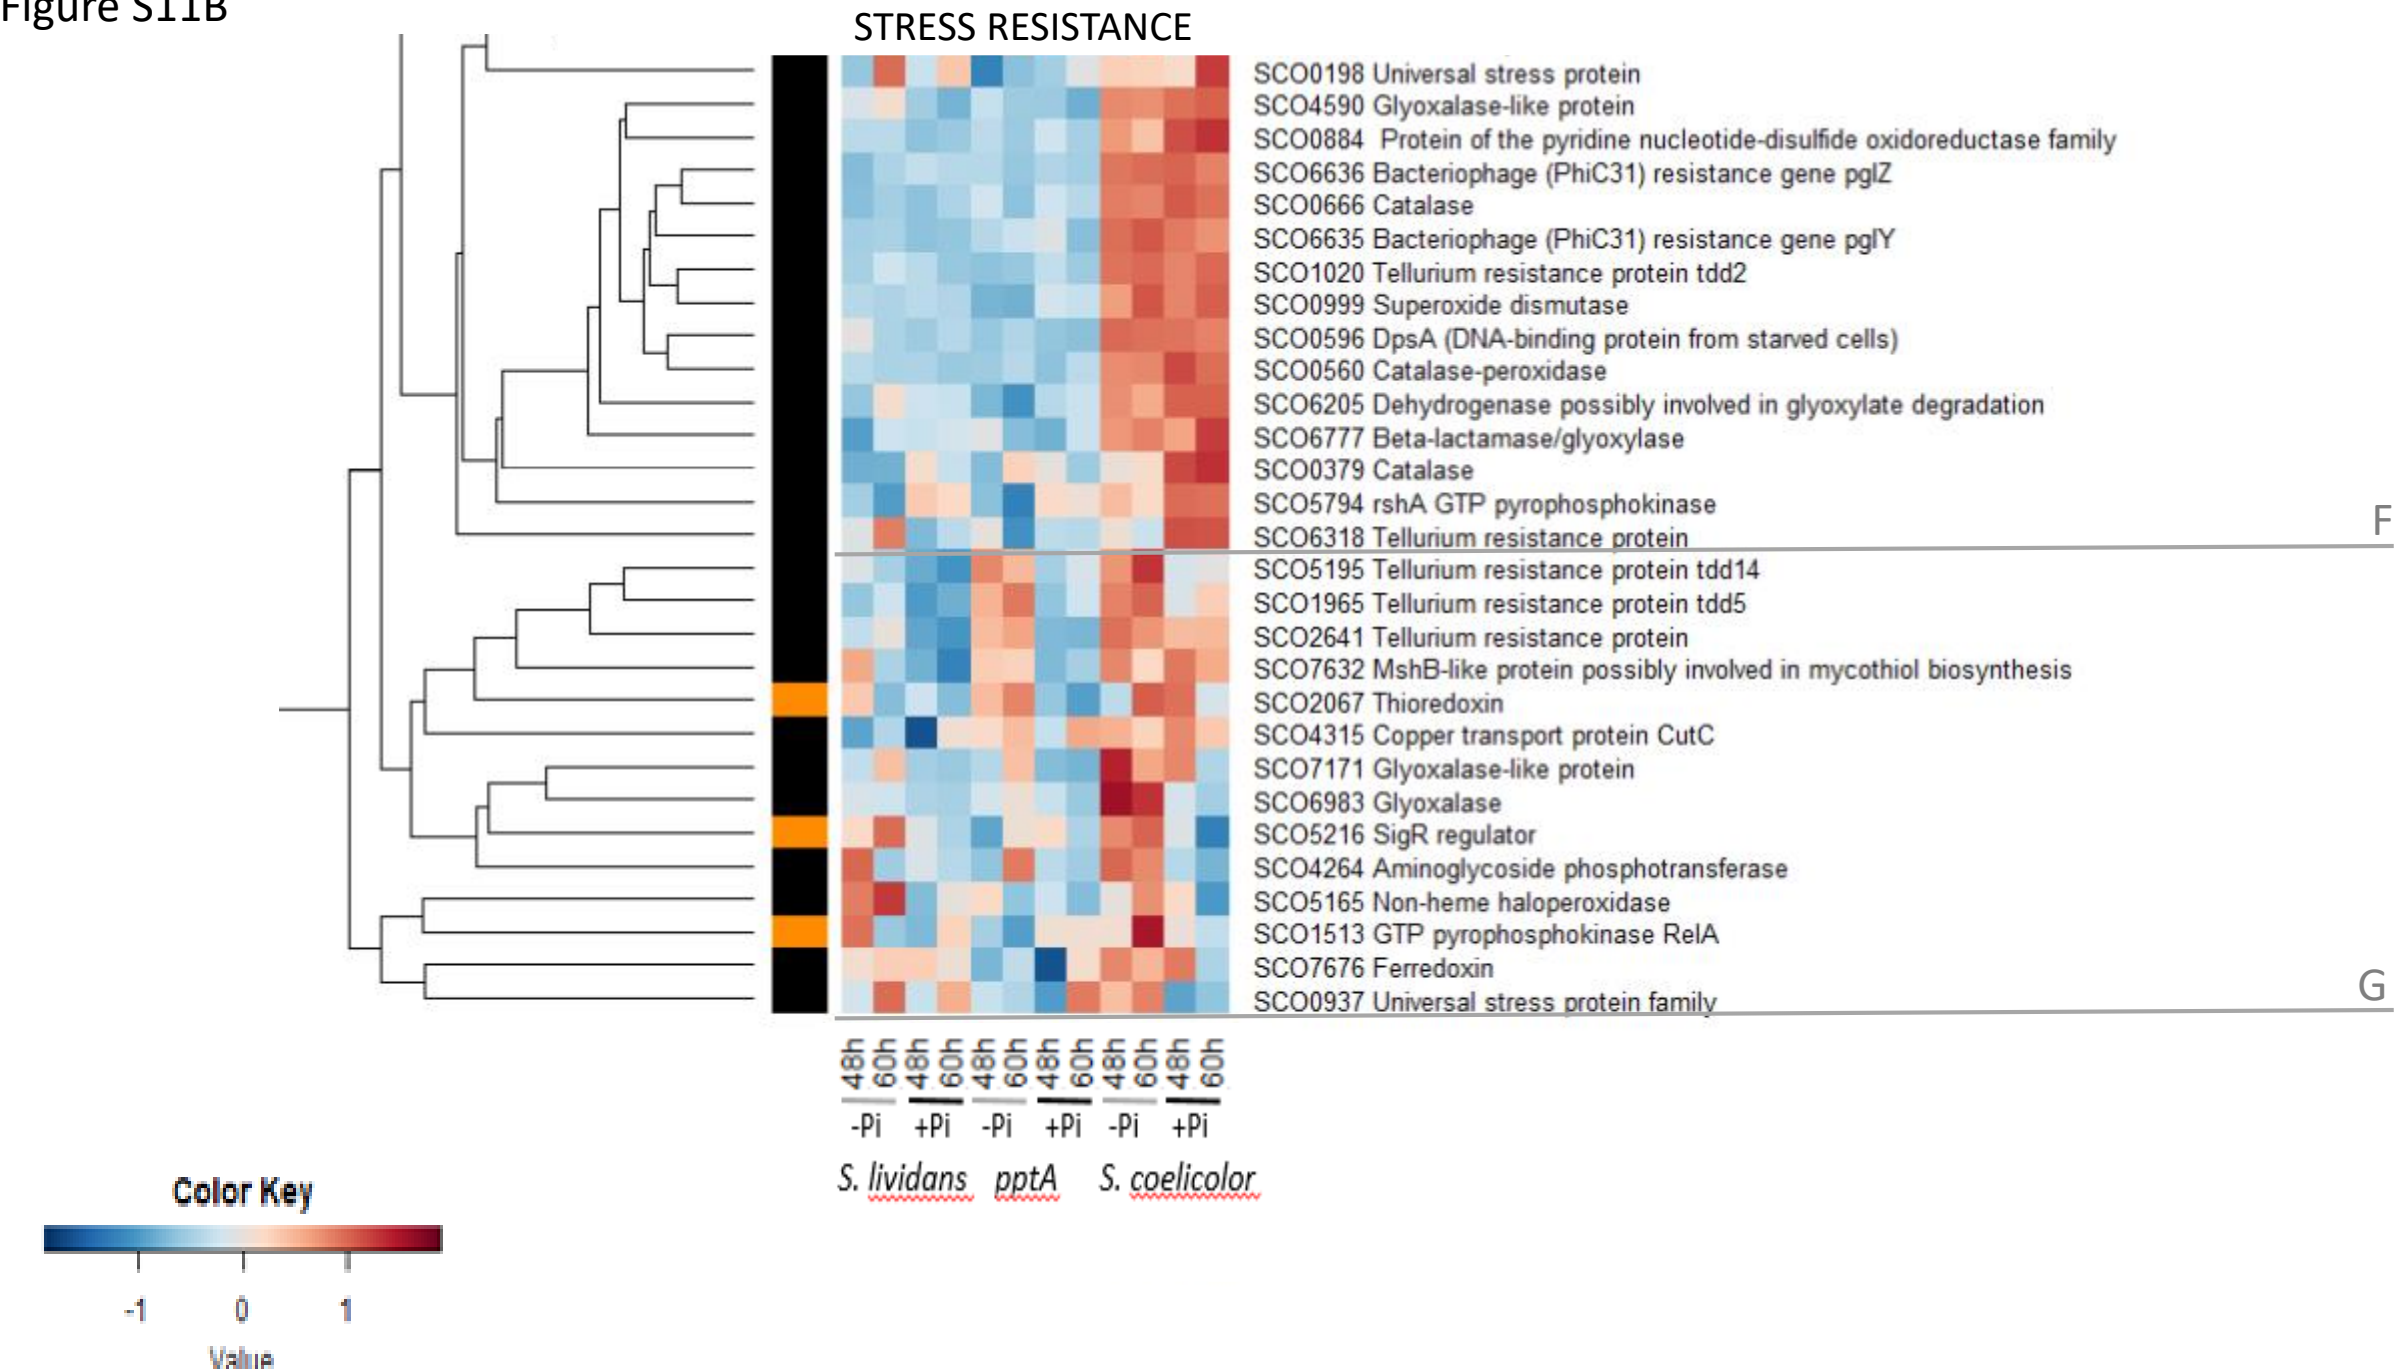 Figure S11B
STRESS RESISTANCE
SCO0198 Universal stress protein
SCO4590 Glyoxalase-like protein
SCO0884 Protein of the pyridine nucleotide-disulfide oxidoreductase family
SCO6636 Bacteriophage (PhiC31) resistance gene pglZ
SCO0666 Catalase
SCO6635 Bacteriophage (PhiC31) resistance gene pglY
SCO1020 Tellurium resistance protein tdd2
SCO0999 Superoxide dismutase
SCO0596 DpsA (DNA-binding protein from starved cells)
SCO0560 Catalase-peroxidase
SCO6205 Dehydrogenase possibly involved in glyoxylate degradation
SCO6777 Beta-lactamase/glyoxylase
SCO0379 Catalase
SCO5794 rshA GTP pyrophosphokinase
F
SCO6318 Tellurium resistance protein
SCO5195 Tellurium resistance protein tdd14
SCO1965 Tellurium resistance protein tdd5
SCO2641 Tellurium resistance protein
SCO7632 MshB-like protein possibly involved in mycothiol biosynthesis
SCO2067 Thioredoxin
SCO4315 Copper transport protein CutC
SCO7171 Glyoxalase-like protein
SCO6983 Glyoxalase
SCO5216 SigR regulator
SCO4264 Aminoglycoside phosphotransferase
SCO5165 Non-heme haloperoxidase
SCO1513 GTP pyrophosphokinase RelA
SCO7676 Ferredoxin
G
SCO0937 Universal stress protein family
48h 60h 48h 60h 48h 60h 48h 60h 48h 60h 48h 60h
-Pi +Pi -Pi +Pi -Pi +Pi
S. lividans pptA S. coelicolor
Color Key
-1 0 1
Value